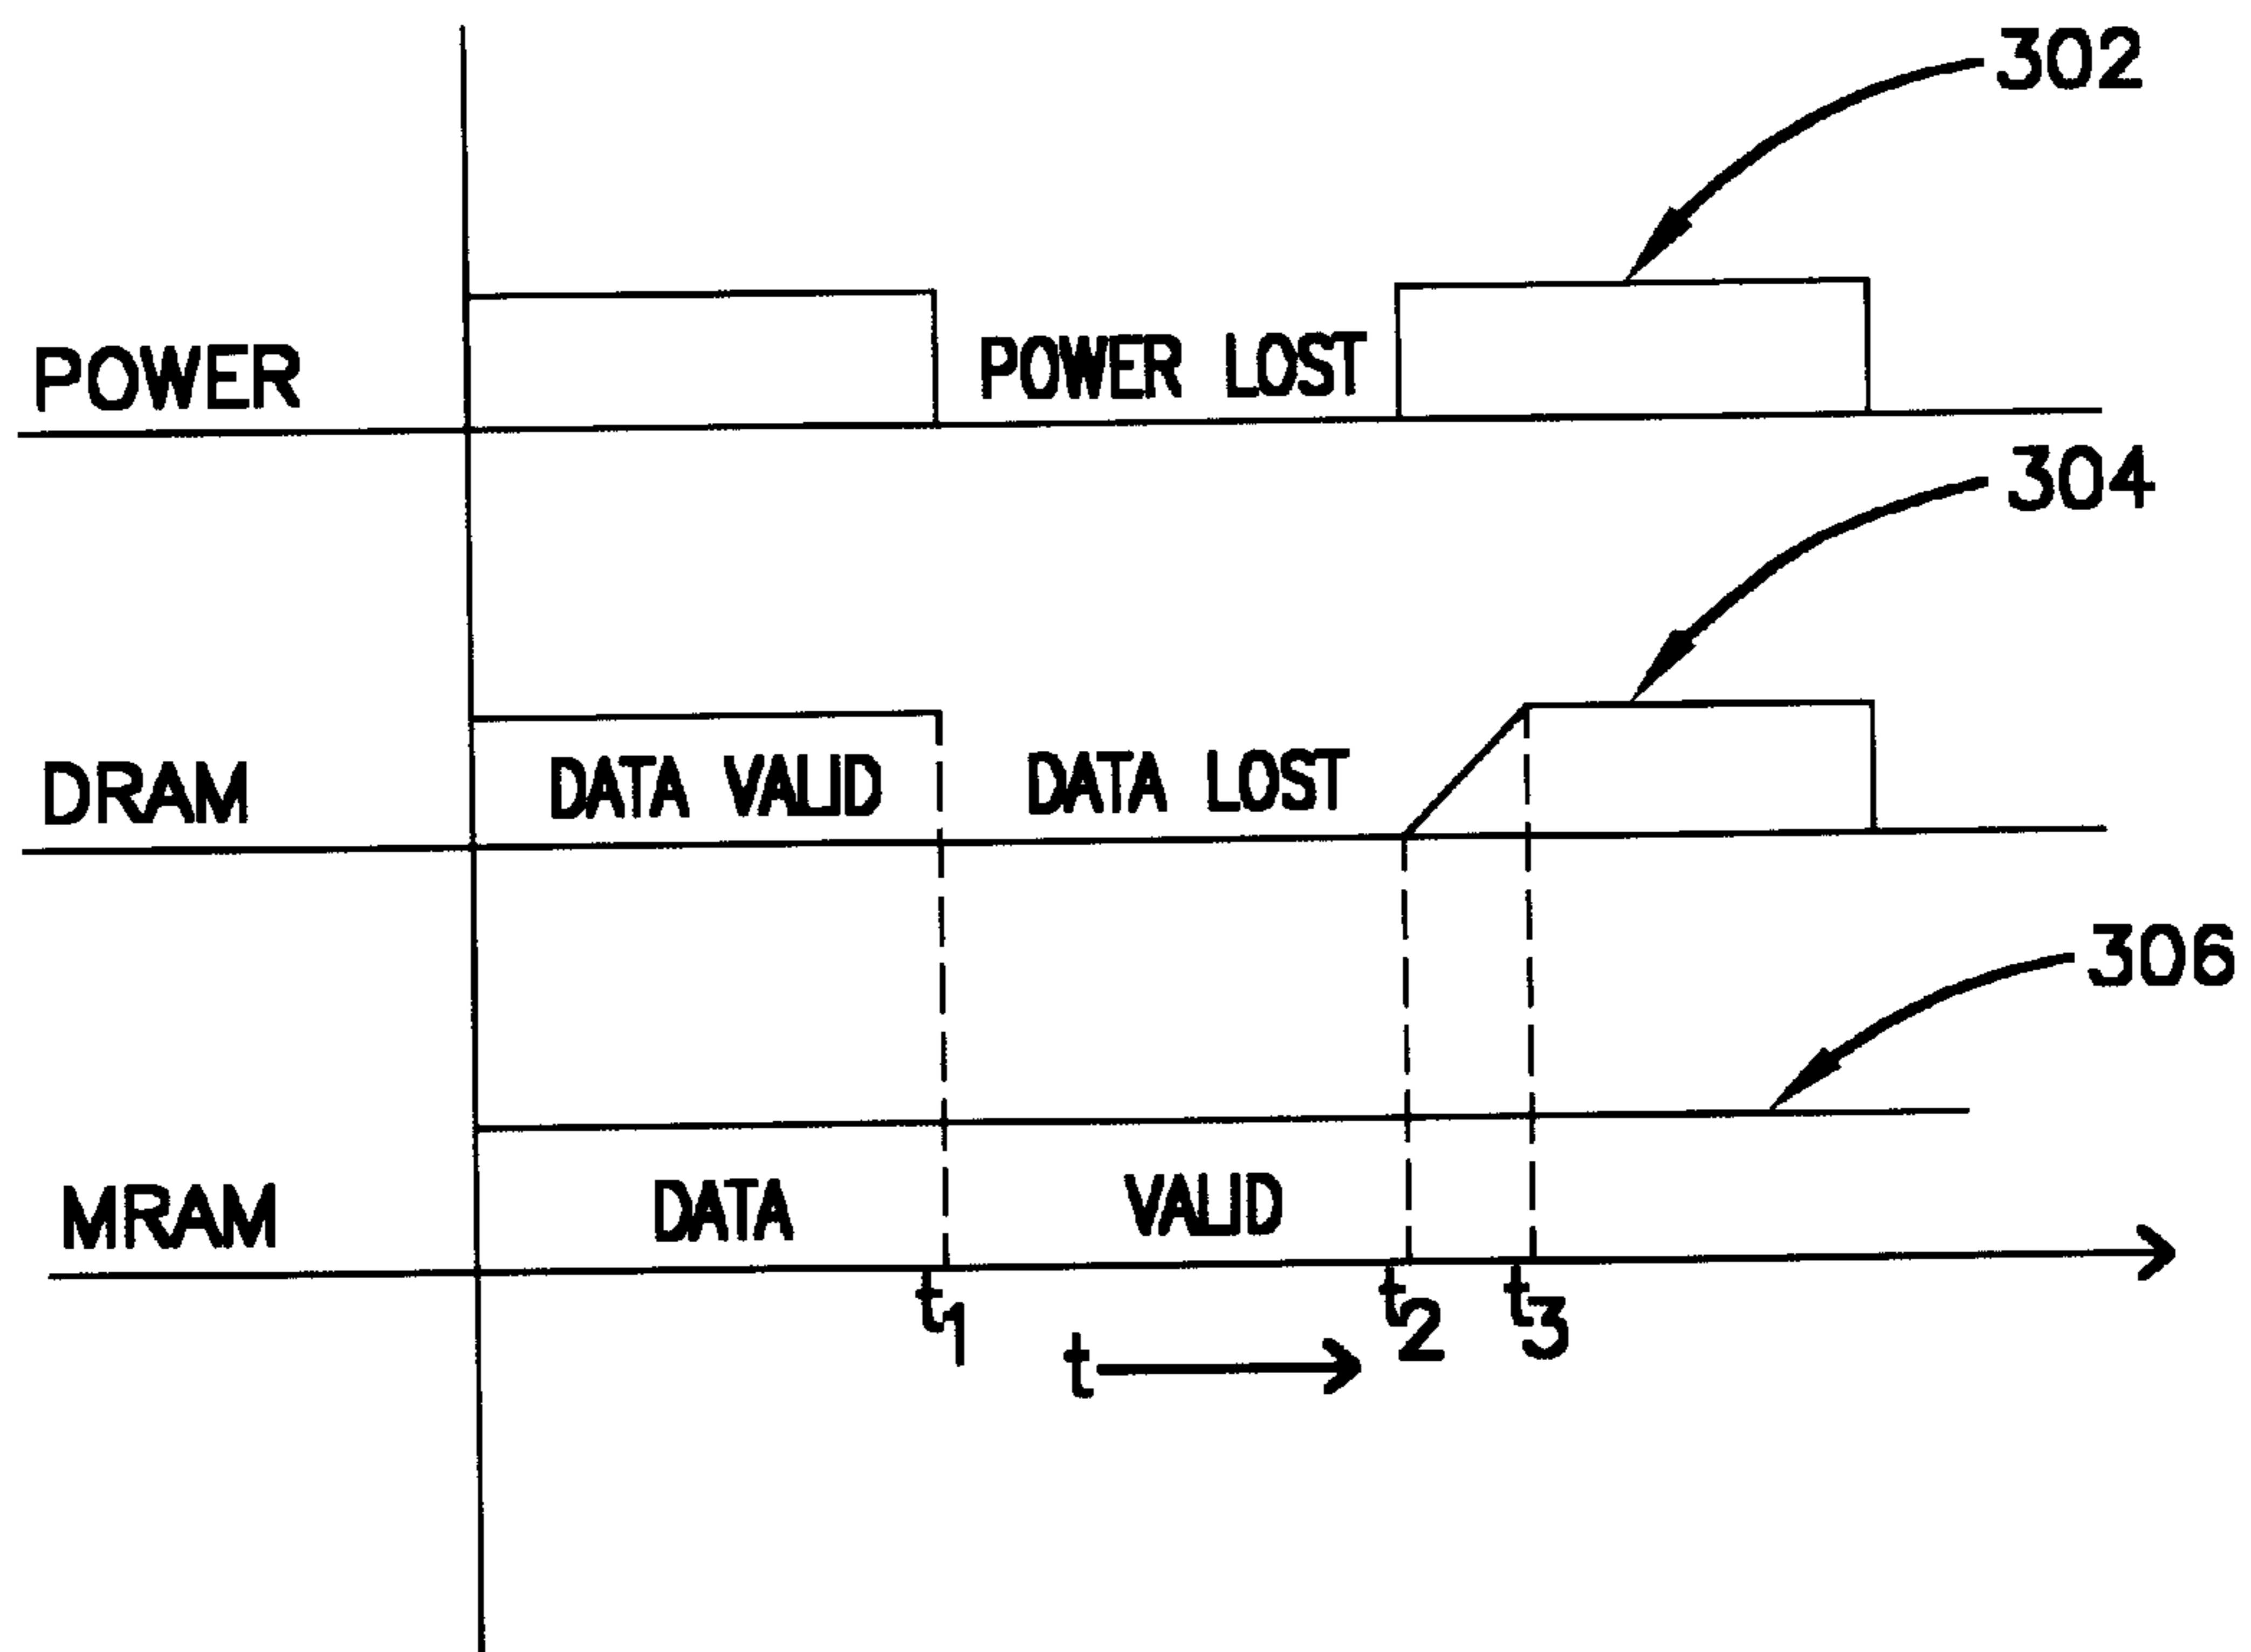 302
POWER
POWER LOST
304
DRAM
DATA VALID
DATA LOST
306
MRAM
DATA
VALID
t1
t2
t3
t